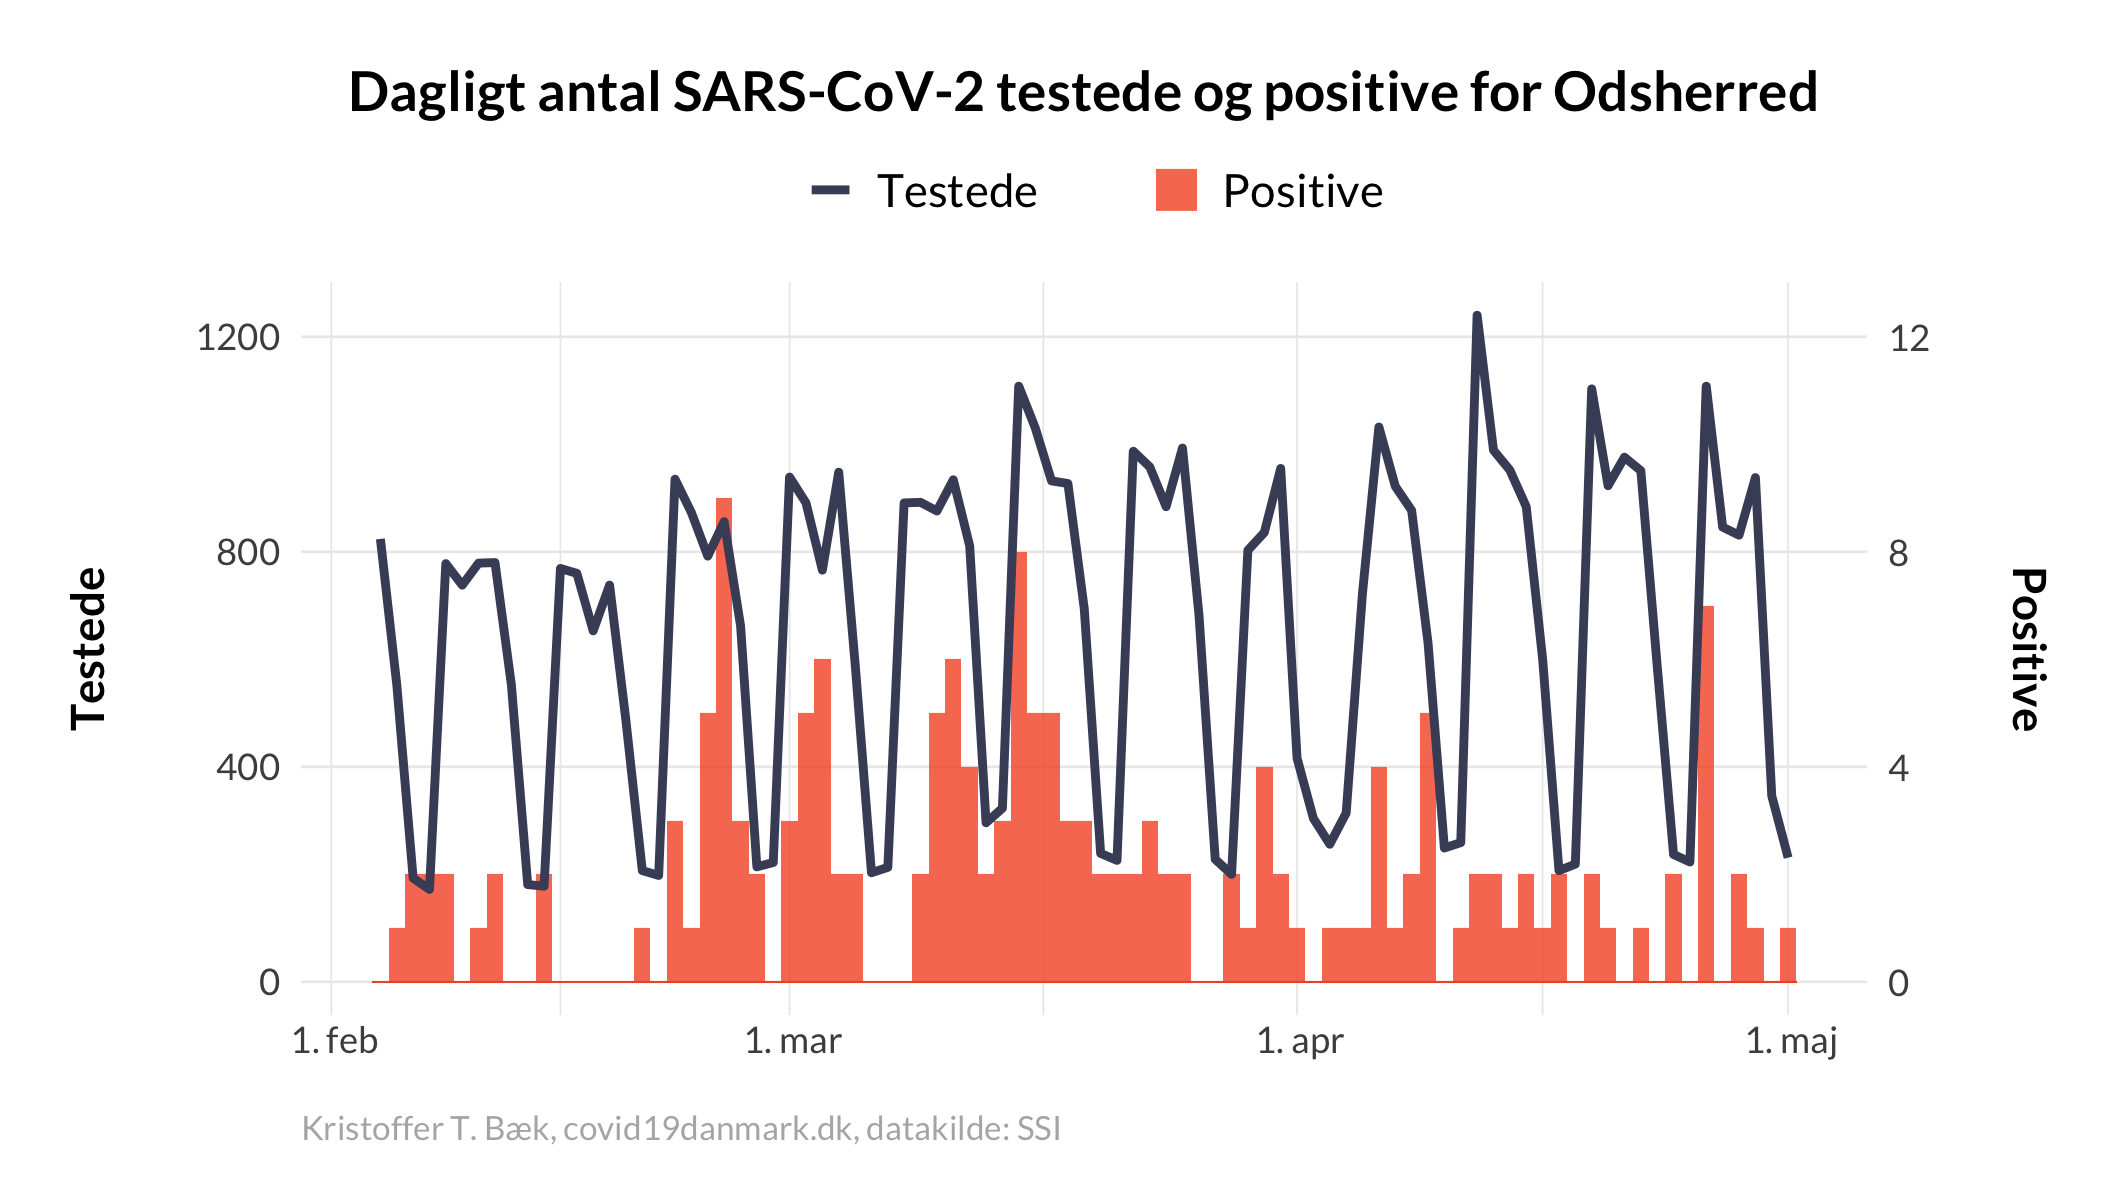 Dagligt antal SARS-CoV-2 testede og positive for Odsherred
Testede
Positive
1200
800
400
0
12
8
4
0
Testede
Positive
1. feb
1. mar
1. apr
1. maj
Kristoffer T. Bæk, covid19danmark.dk, datakilde: SSI